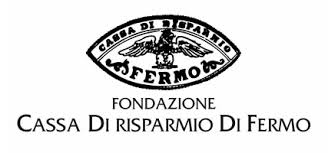 CASSA DI RISPARMIO
FERMO
FONDAZIONE
CASSA DI RISPARMIO DI FERMO